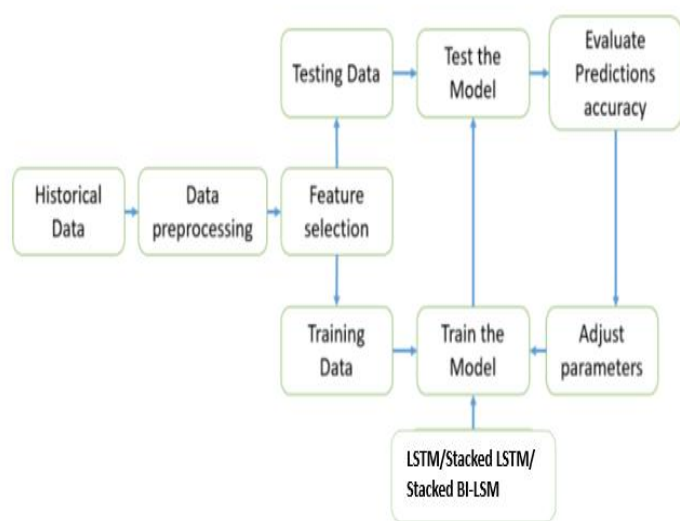 Testing Data
Test the
Model
Evaluate
Predictions
accuracy
Historical
Data
Data
preprocessing
Feature
selection
Training
Data
Train the
Model
Adjust
parameters
LSTM/Stacked LSTM/
Stacked BI-LSM